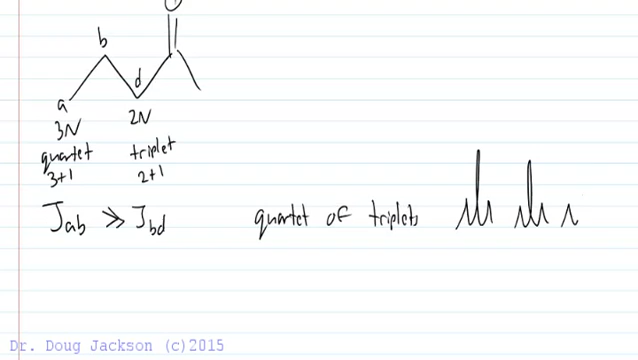 O
b
a
d
3N
2N
quartet
triplet
3+1
2+1
Jab >> Jbd
quartet of triplets
Dr. Doug Jackson (c)2015